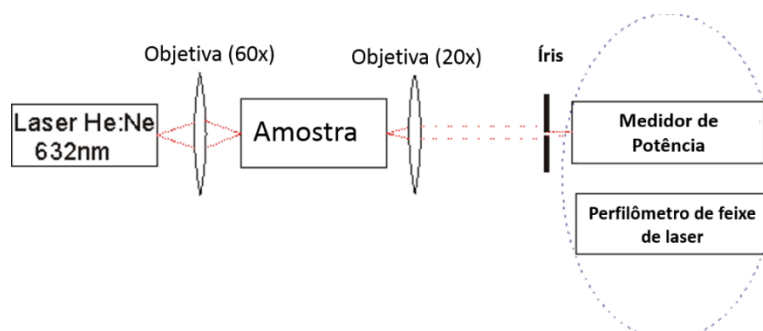 Objetiva (60x)
Objetiva (20x)
Íris
Laser He:Ne
632nm
Amostra
Medidor de
Potência
Perfilômetro de feixe
de laser